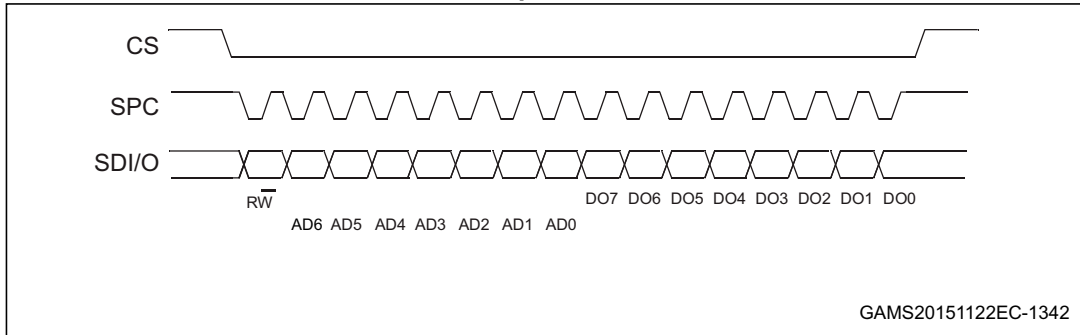 CS
SPC
SDI/O
RW
DO7 DO6 DO5 DO4 DO3 DO2 DO1 DO0
AD6 AD5 AD4 AD3 AD2 AD1 AD0
GAMS20151122EC-1342